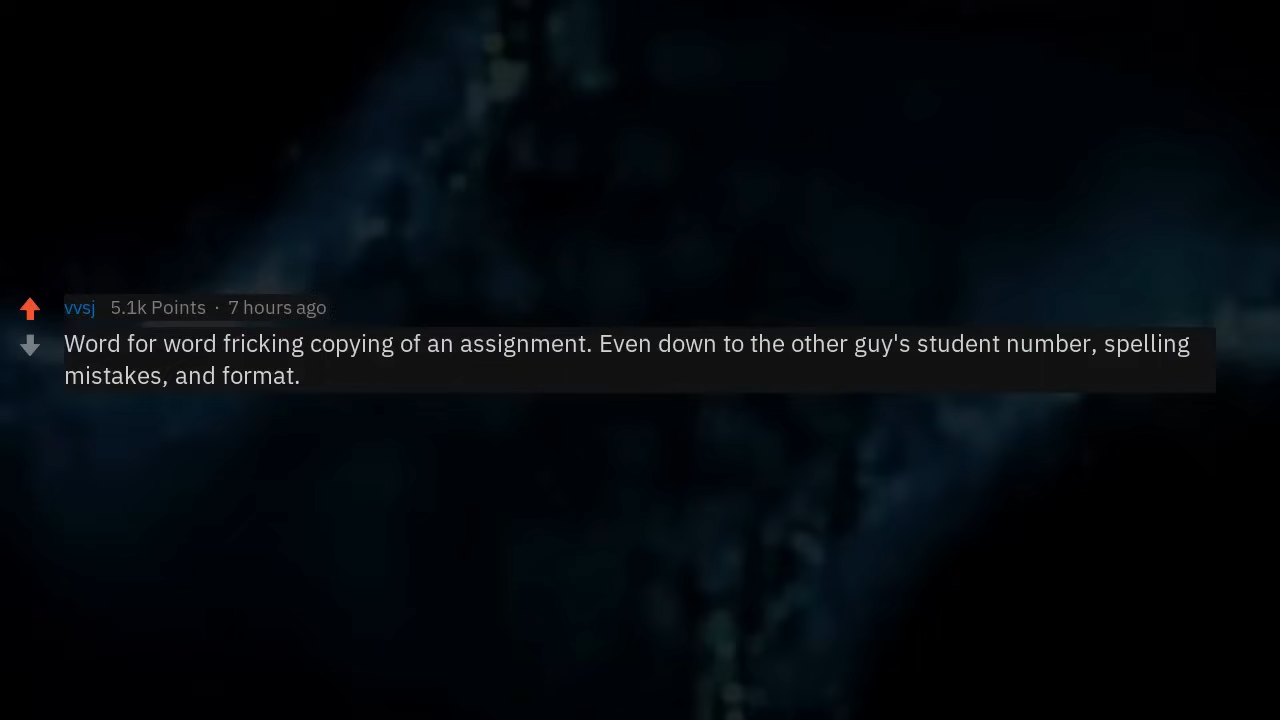 vvsj 5.1k Points · 7 hours ago
Word for word fricking copying of an assignment. Even down to the other guy's student number, spelling
mistakes, and format.